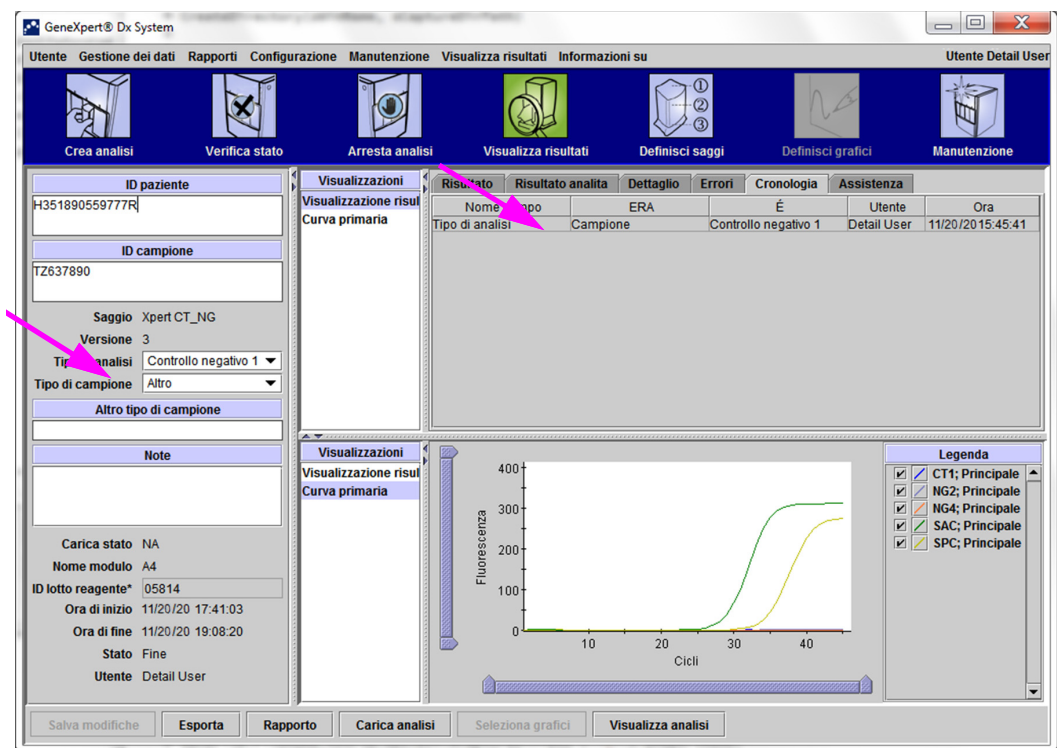 GeneXpert® Dx System
Utente Gestione dei dati Rapporti Configurazione Manutenzione Visualizza risultati Informazioni su Utente Detail User
Crea analisi Verifica stato Arresta analisi Visualizza risultati Definisci saggi Definisci grafici Manutenzione
ID paziente
H351890559777R
ID campione
TZ637890
Saggio Xpert CT_NG
Versione 3
analisi Controllo negativo 1
Tipo di campione Altro
Altro tipo di campione
Note
Carica stato NA
Nome modulo A4
ID lotto reagente* 05814
Ora di inizio 11/20/20 17:41:03
Ora di fine 11/20/20 19:08:20
Stato Fine
Utente Detail User
Visualizzazioni
Visualizzazione risul
Curva primaria
Risultato Risultato analita Dettaglio Errori Cronologia Assistenza
Nome ERA É Utente Ora
Tipo di analisi Campione Controllo negativo 1 Detail User 11/20/2015:45:41
Visualizzazioni
Visualizzazione risul
Curva primaria
Fluorescenza
400
300
200
100
0
10 20 30 40
Cicli
Legenda
CT1; Principale
NG2; Principale
NG4; Principale
SAC; Principale
SPC; Principale
Salva modifiche Esporta Rapporto Carica analisi Seleziona grafici Visualizza analisi